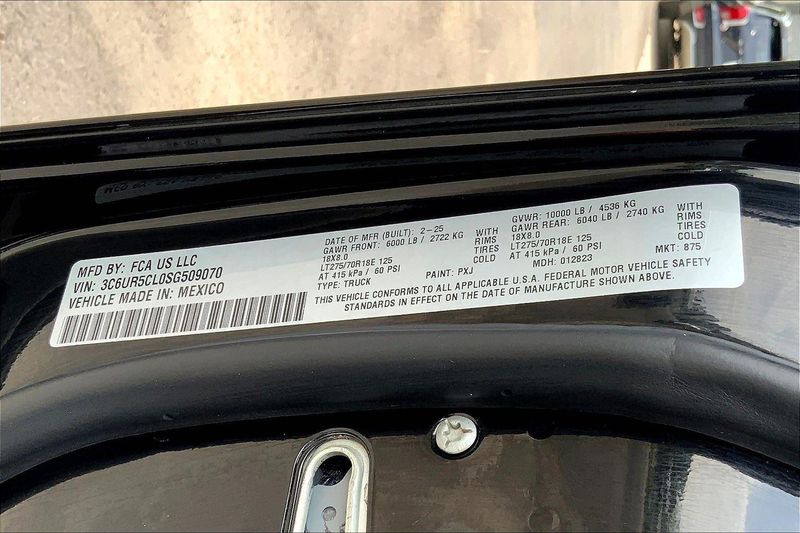 MFD BY: FCA US LLC
VIN: 3C6UR5CL0SG509070
VEHICLE MADE IN: MEXICO
DATE OF MFR (BUILT): 2-25
GAWR FRONT: 6000 LB / 2722 KG WITH
18X8.0 RIMS
LT275/70R18E 125 TIRES
AT 415 kPa / 60 PSI COLD
TYPE: TRUCK
PAINT: PXJ
GVWR: 10000 LB / 4536 KG
GAWR REAR: 6040 LB / 2740 KG WITH
18X8.0 RIMS
LT275/70R18E 125 TIRES
AT 415 kPa / 60 PSI COLD
MDH: 012823
MKT: 875
THIS VEHICLE CONFORMS TO ALL APPLICABLE U.S.A. FEDERAL MOTOR VEHICLE SAFETY
STANDARDS IN EFFECT ON THE DATE OF MANUFACTURE SHOWN ABOVE.